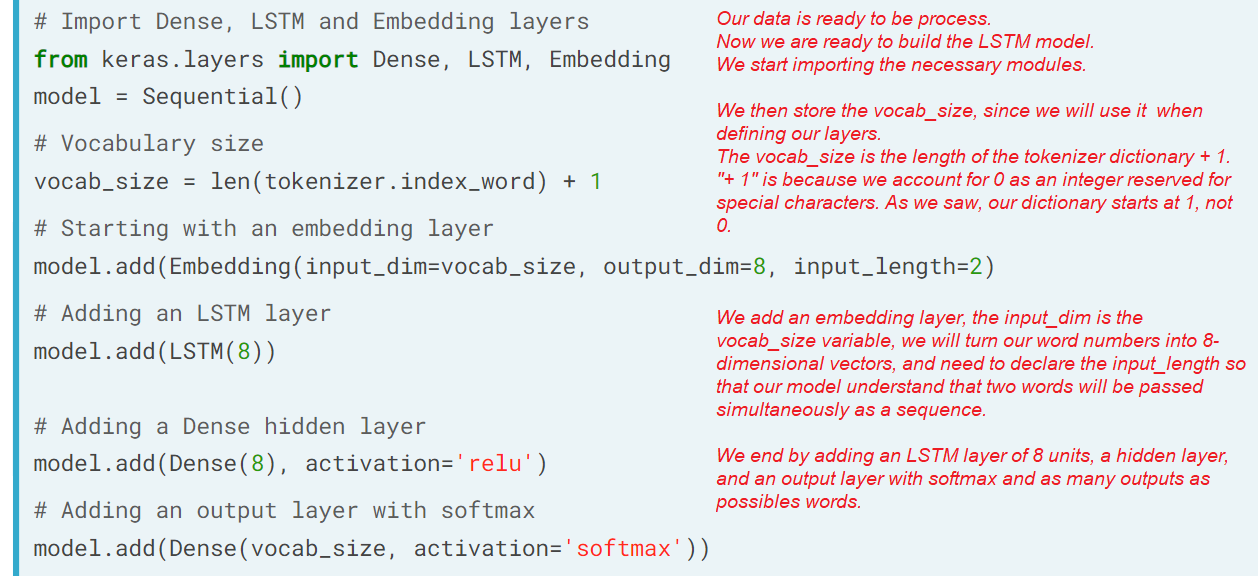 # Import Dense, LSTM and Embedding layers
from keras.layers import Dense, LSTM, Embedding
model = Sequential()
# Vocabulary size
vocab_size = len(tokenizer.index_word) + 1
# Starting with an embedding layer
model.add(Embedding(input_dim=vocab_size, output_dim=8, input_length=2)
# Adding an LSTM layer
model.add(LSTM(8))
# Adding a Dense hidden layer
model.add(Dense(8), activation='relu')
# Adding an output layer with softmax
model.add(Dense(vocab_size, activation='softmax'))
Our data is ready to be process.
Now we are ready to build the LSTM model.
We start importing the necessary modules.
We then store the vocab_size, since we will use it when
defining our layers.
The vocab_size is the length of the tokenizer dictionary + 1.
"+ 1" is because we account for 0 as an integer reserved for
special characters. As we saw, our dictionary starts at 1, not
0.
We add an embedding layer, the input_dim is the
vocab_size variable, we will turn our word numbers into 8-
dimensional vectors, and need to declare the input_length so
that our model understand that two words will be passed
simultaneously as a sequence.
We end by adding an LSTM layer of 8 units, a hidden layer,
and an output layer with softmax and as many outputs as
possibles words.